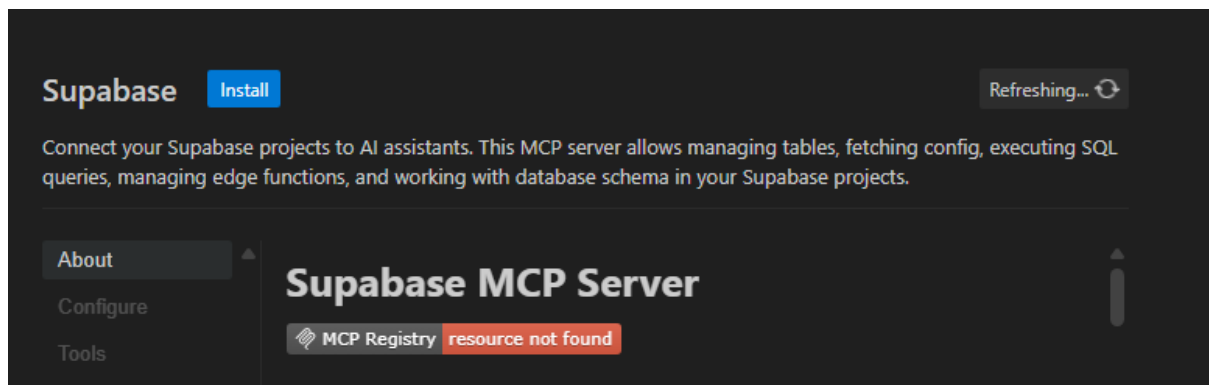 Supabase Install Refreshing...
Connect your Supabase projects to AI assistants. This MCP server allows managing tables, fetching config, executing SQL
queries, managing edge functions, and working with database schema in your Supabase projects.
About
Configure
Tools
Supabase MCP Server
MCP Registry resource not found